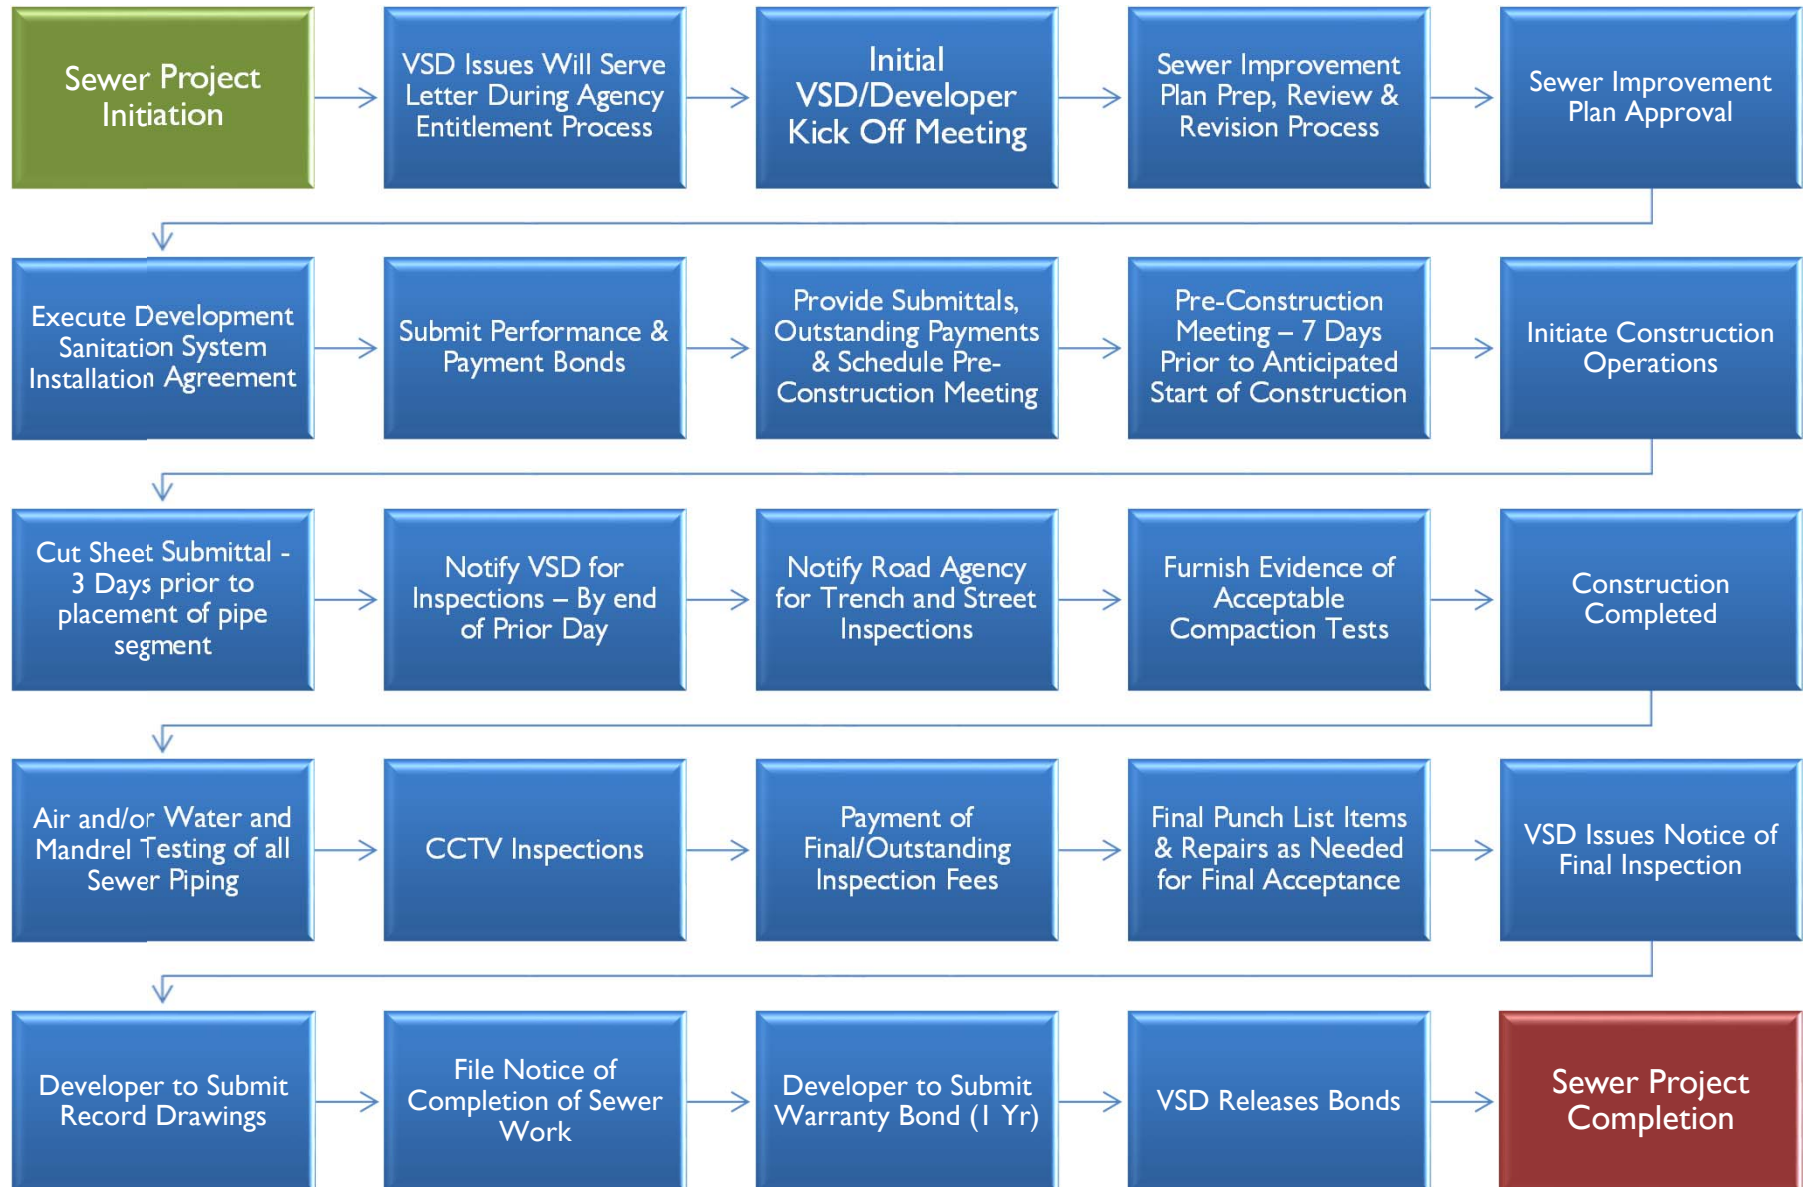 Sewer Project
Initiation
VSD Issues Will Serve
Letter During Agency
Entitlement Process
Initial
VSD/Developer
Kick Off Meeting
Sewer Improvement
Plan Prep, Review &
Revision Process
Sewer Improvement
Plan Approval
Execute Development
Sanitation System
Installation Agreement
Submit Performance &
Payment Bonds
Provide Submittals,
Outstanding Payments
& Schedule Pre-
Construction Meeting
Pre-Construction
Meeting – 7 Days
Prior to Anticipated
Start of Construction
Initiate Construction
Operations
Cut Sheet Submittal -
3 Days prior to
placement of pipe
segment
Notify VSD for
Inspections – By end
of Prior Day
Notify Road Agency
for Trench and Street
Inspections
Furnish Evidence of
Acceptable
Compaction Tests
Construction
Completed
Air and/or Water and
Mandrel Testing of all
Sewer Piping
CCTV Inspections
Payment of
Final/Outstanding
Inspection Fees
Final Punch List Items
& Repairs as Needed
for Final Acceptance
VSD Issues Notice of
Final Inspection
Developer to Submit
Record Drawings
File Notice of
Completion of Sewer
Work
Developer to Submit
Warranty Bond (1 Yr)
VSD Releases Bonds
Sewer Project
Completion